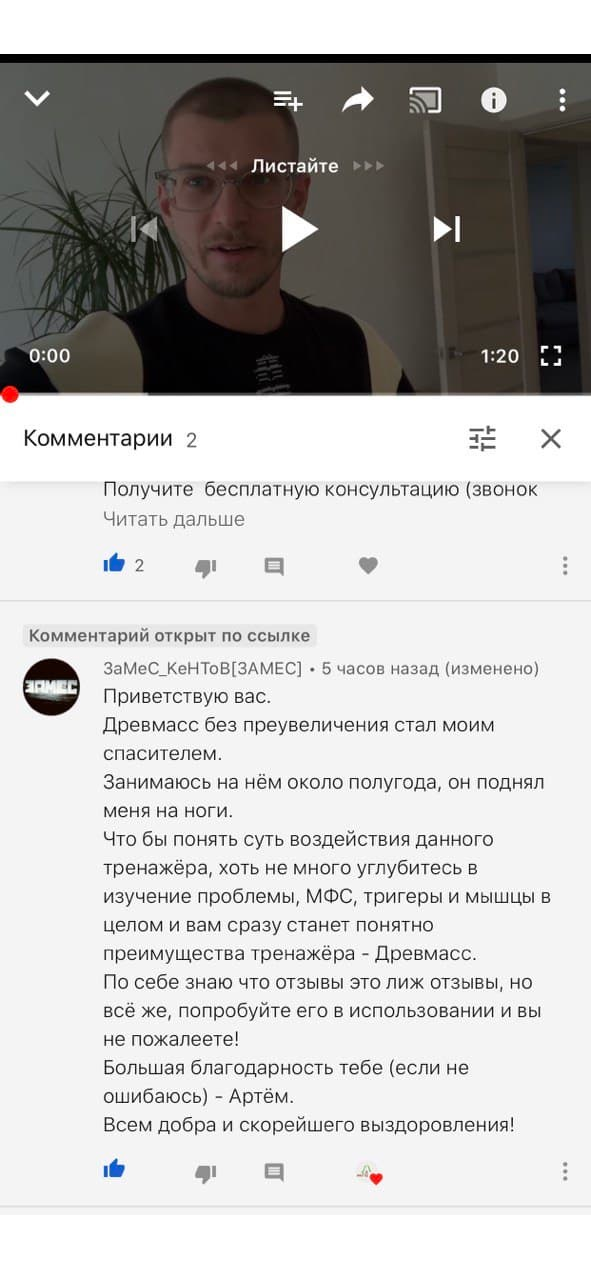 Листайте
0:00
1:20
Комментарии 2
Получите бесплатную консультацию (звонок
Читать дальше
2
Комментарий открыт по ссылке
ЗАМЕС
ЗаМеС_КеНТоВ[ЗАМЕС] • 5 часов назад (изменено)
Приветствую вас.
Древмасс без преувеличения стал моим
спасителем.
Занимаюсь на нём около полугода, он поднял
меня на ноги.
Что бы понять суть воздействия данного
тренажёра, хоть не много углубитесь в
изучение проблемы, МФС, тригеры и мышцы в
целом и вам сразу станет понятно
преимущества тренажёра - Древмасс.
По себе знаю что отзывы это лиж отзывы, но
всё же, попробуйте его в использовании и вы
не пожалеете!
Большая благодарность тебе (если не
ошибаюсь) - Артём.
Всем добра и скорейшего выздоровления!